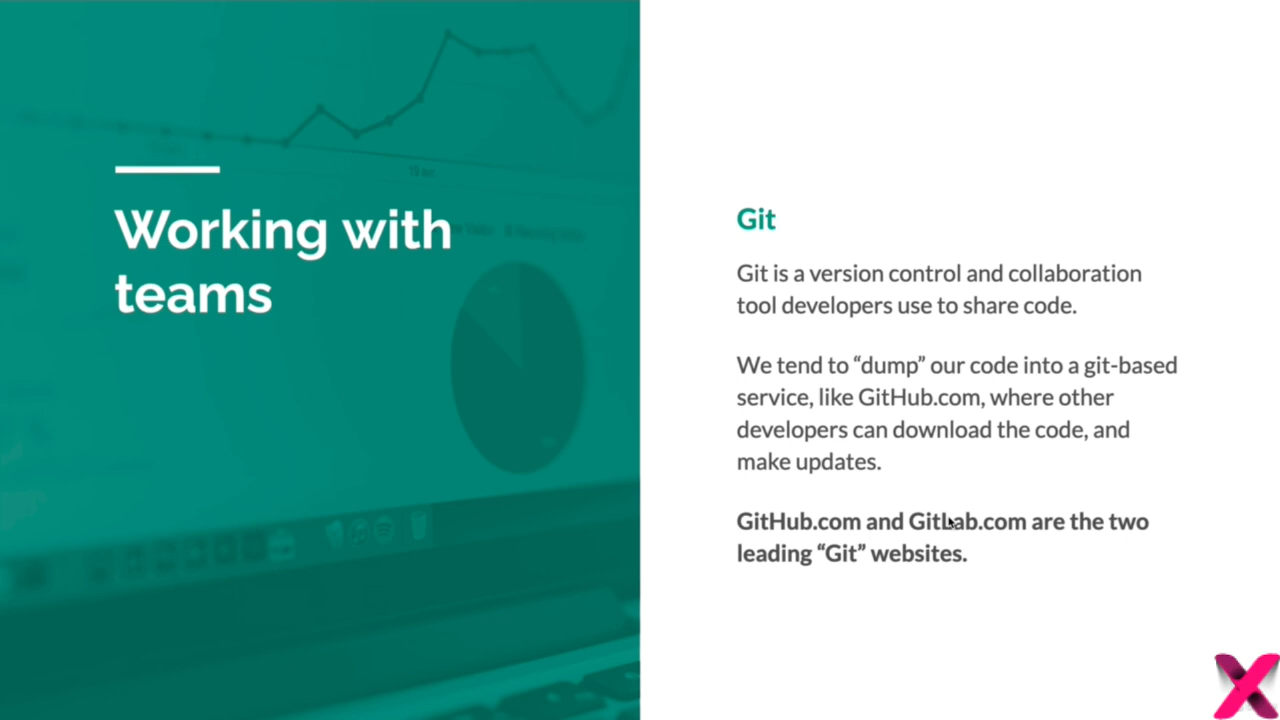 Working with
teams
Git
Git is a version control and collaboration
tool developers use to share code.
We tend to “dump” our code into a git-based
service, like GitHub.com, where other
developers can download the code, and
make updates.
GitHub.com and GitLab.com are the two
leading “Git” websites.